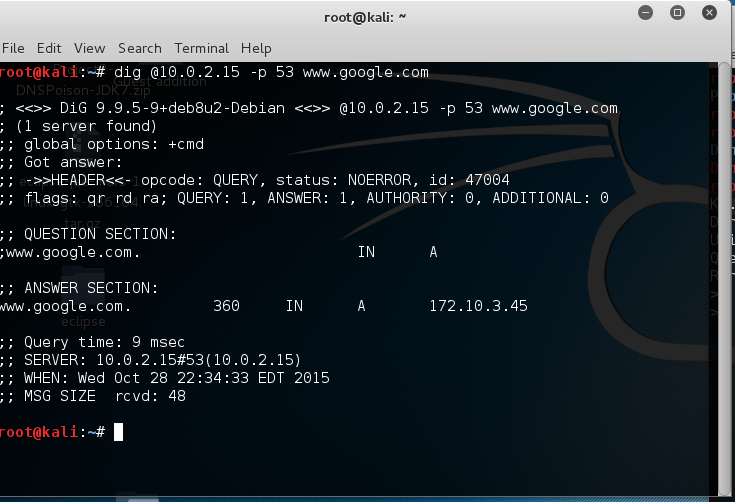 root@kali: ~
File Edit View Search Terminal Help
root@kali:~# dig @10.0.2.15 -p 53 www.google.com
; <<>> DiG 9.9.5-9+deb8u2-Debian <<>> @10.0.2.15 -p 53 www.google.com
; (1 server found)
;; global options: +cmd
;; Got answer:
;; ->>HEADER<<- opcode: QUERY, status: NOERROR, id: 47004
;; flags: qr rd ra; QUERY: 1, ANSWER: 1, AUTHORITY: 0, ADDITIONAL: 0
;; QUESTION SECTION:
;www.google.com. IN A
;; ANSWER SECTION:
www.google.com. 360 IN A 172.10.3.45
;; Query time: 9 msec
;; SERVER: 10.0.2.15#53(10.0.2.15)
;; WHEN: Wed Oct 28 22:34:33 EDT 2015
;; MSG SIZE rcvd: 48
root@kali:~#
DNSPoison-JDK7.zip
eclipse